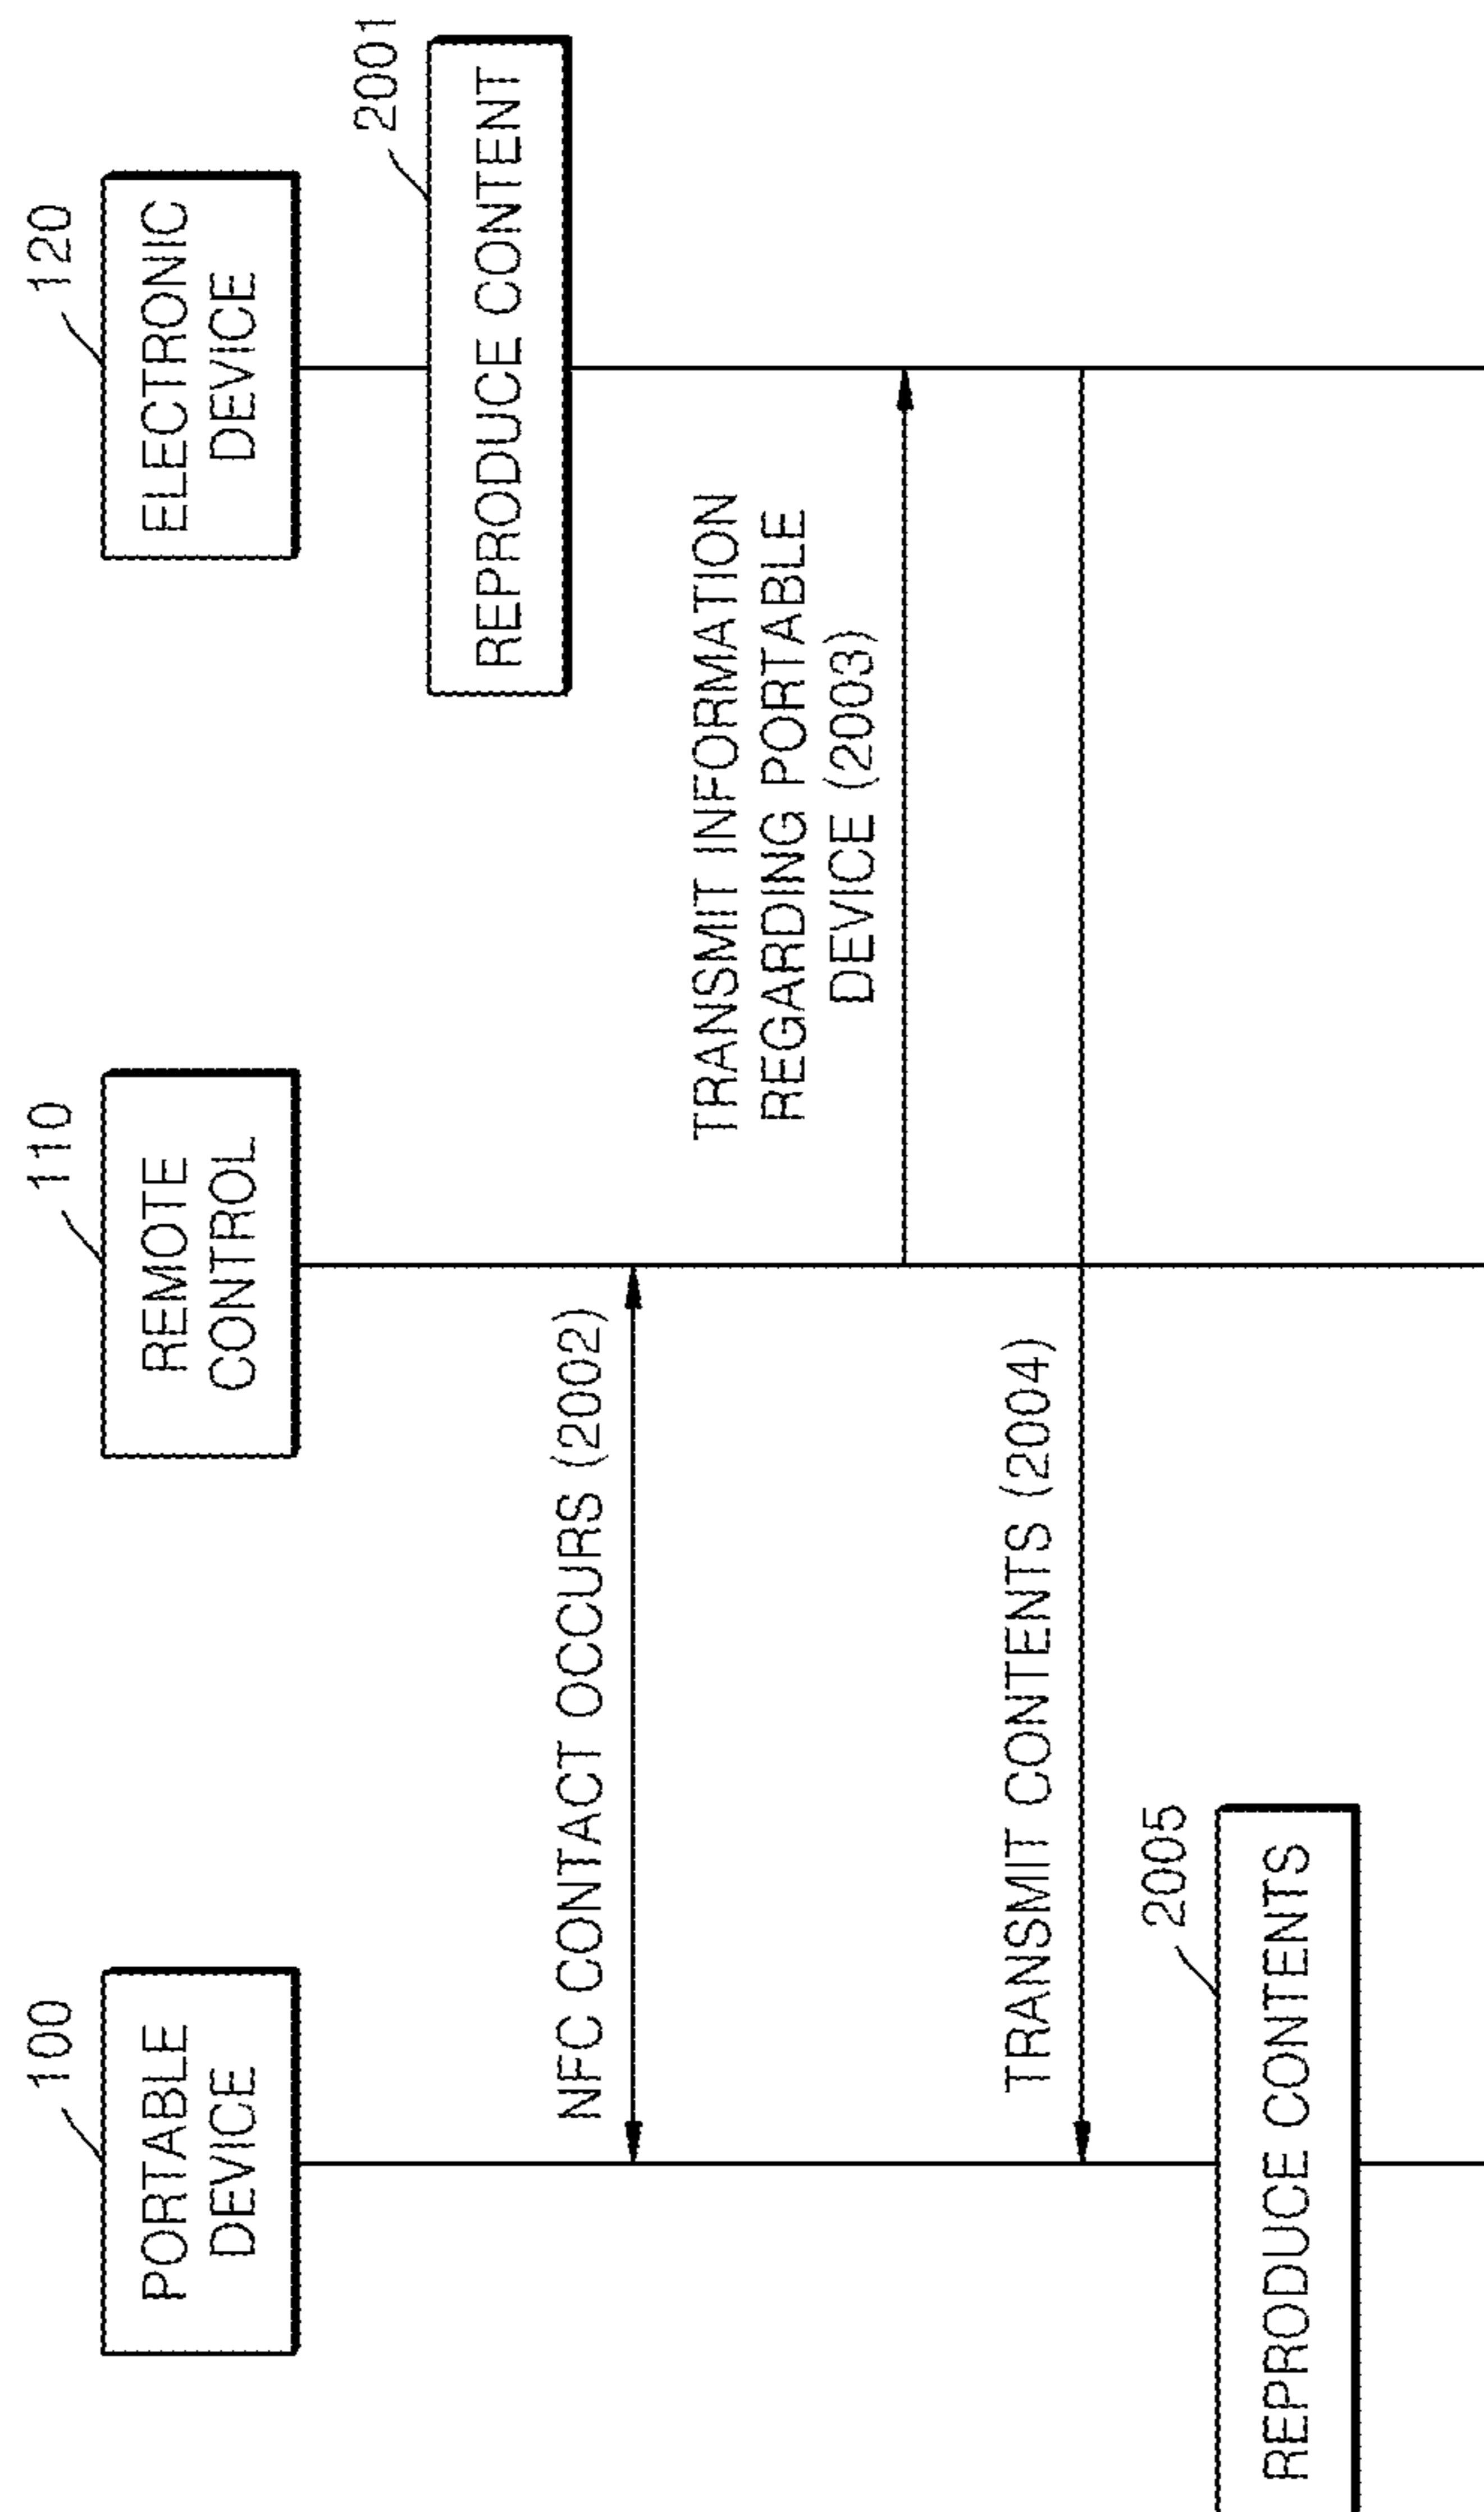 100
110
120
PORTABLE
DEVICE
REMOTE
CONTROL
ELECTRONIC
DEVICE
2001
REPRODUCE CONTENT
NFC CONTACT OCCURS (2002)
TRANSMIT INFORMATION
REGARDING PORTABLE
DEVICE (2003)
TRANSMIT CONTENTS (2004)
2005
REPRODUCE CONTENTS